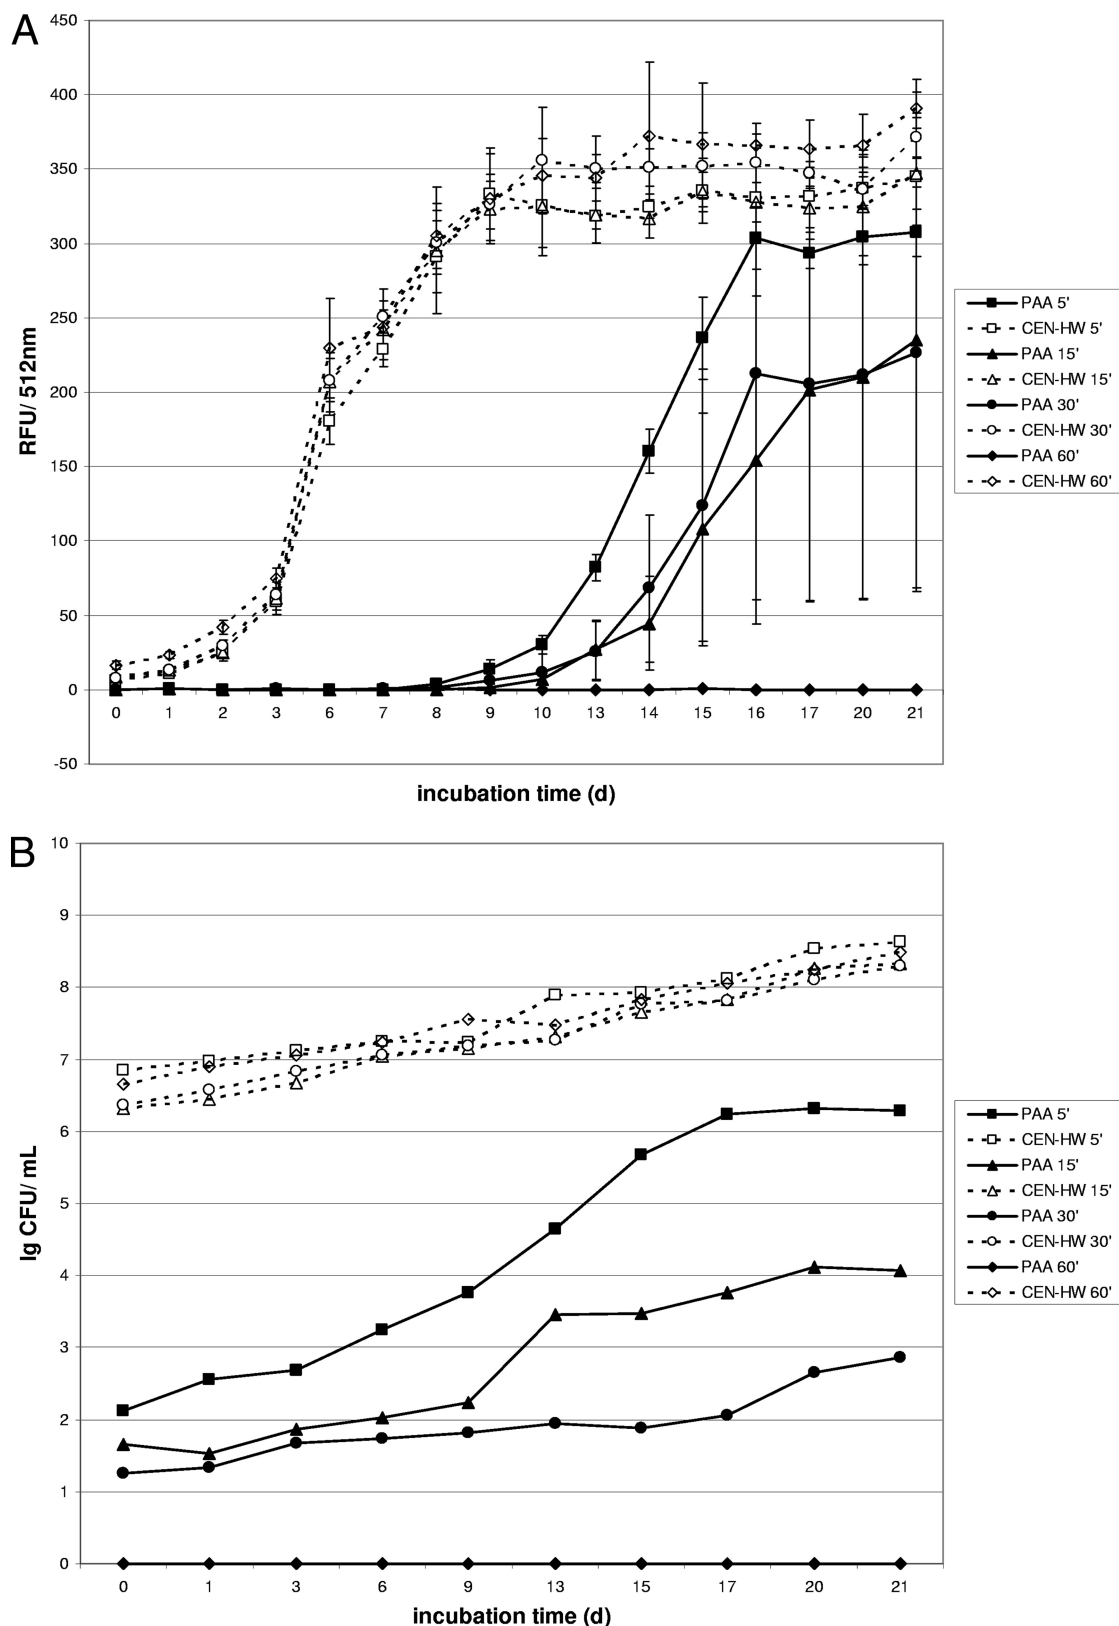 A
450
400
350
300
250
200
150
100
50
0
-50
RFU/ 512nm
0 1 2 3 6 7 8 9 10 13 14 15 16 17 20 21
incubation time (d)
PAA 5'
CEN-HW 5'
PAA 15'
CEN-HW 15'
PAA 30'
CEN-HW 30'
PAA 60'
CEN-HW 60'
B
10
9
8
7
6
5
4
3
2
1
0
lg CFU/ mL
0 1 3 6 9 13 15 17 20 21
incubation time (d)
PAA 5'
CEN-HW 5'
PAA 15'
CEN-HW 15'
PAA 30'
CEN-HW 30'
PAA 60'
CEN-HW 60'